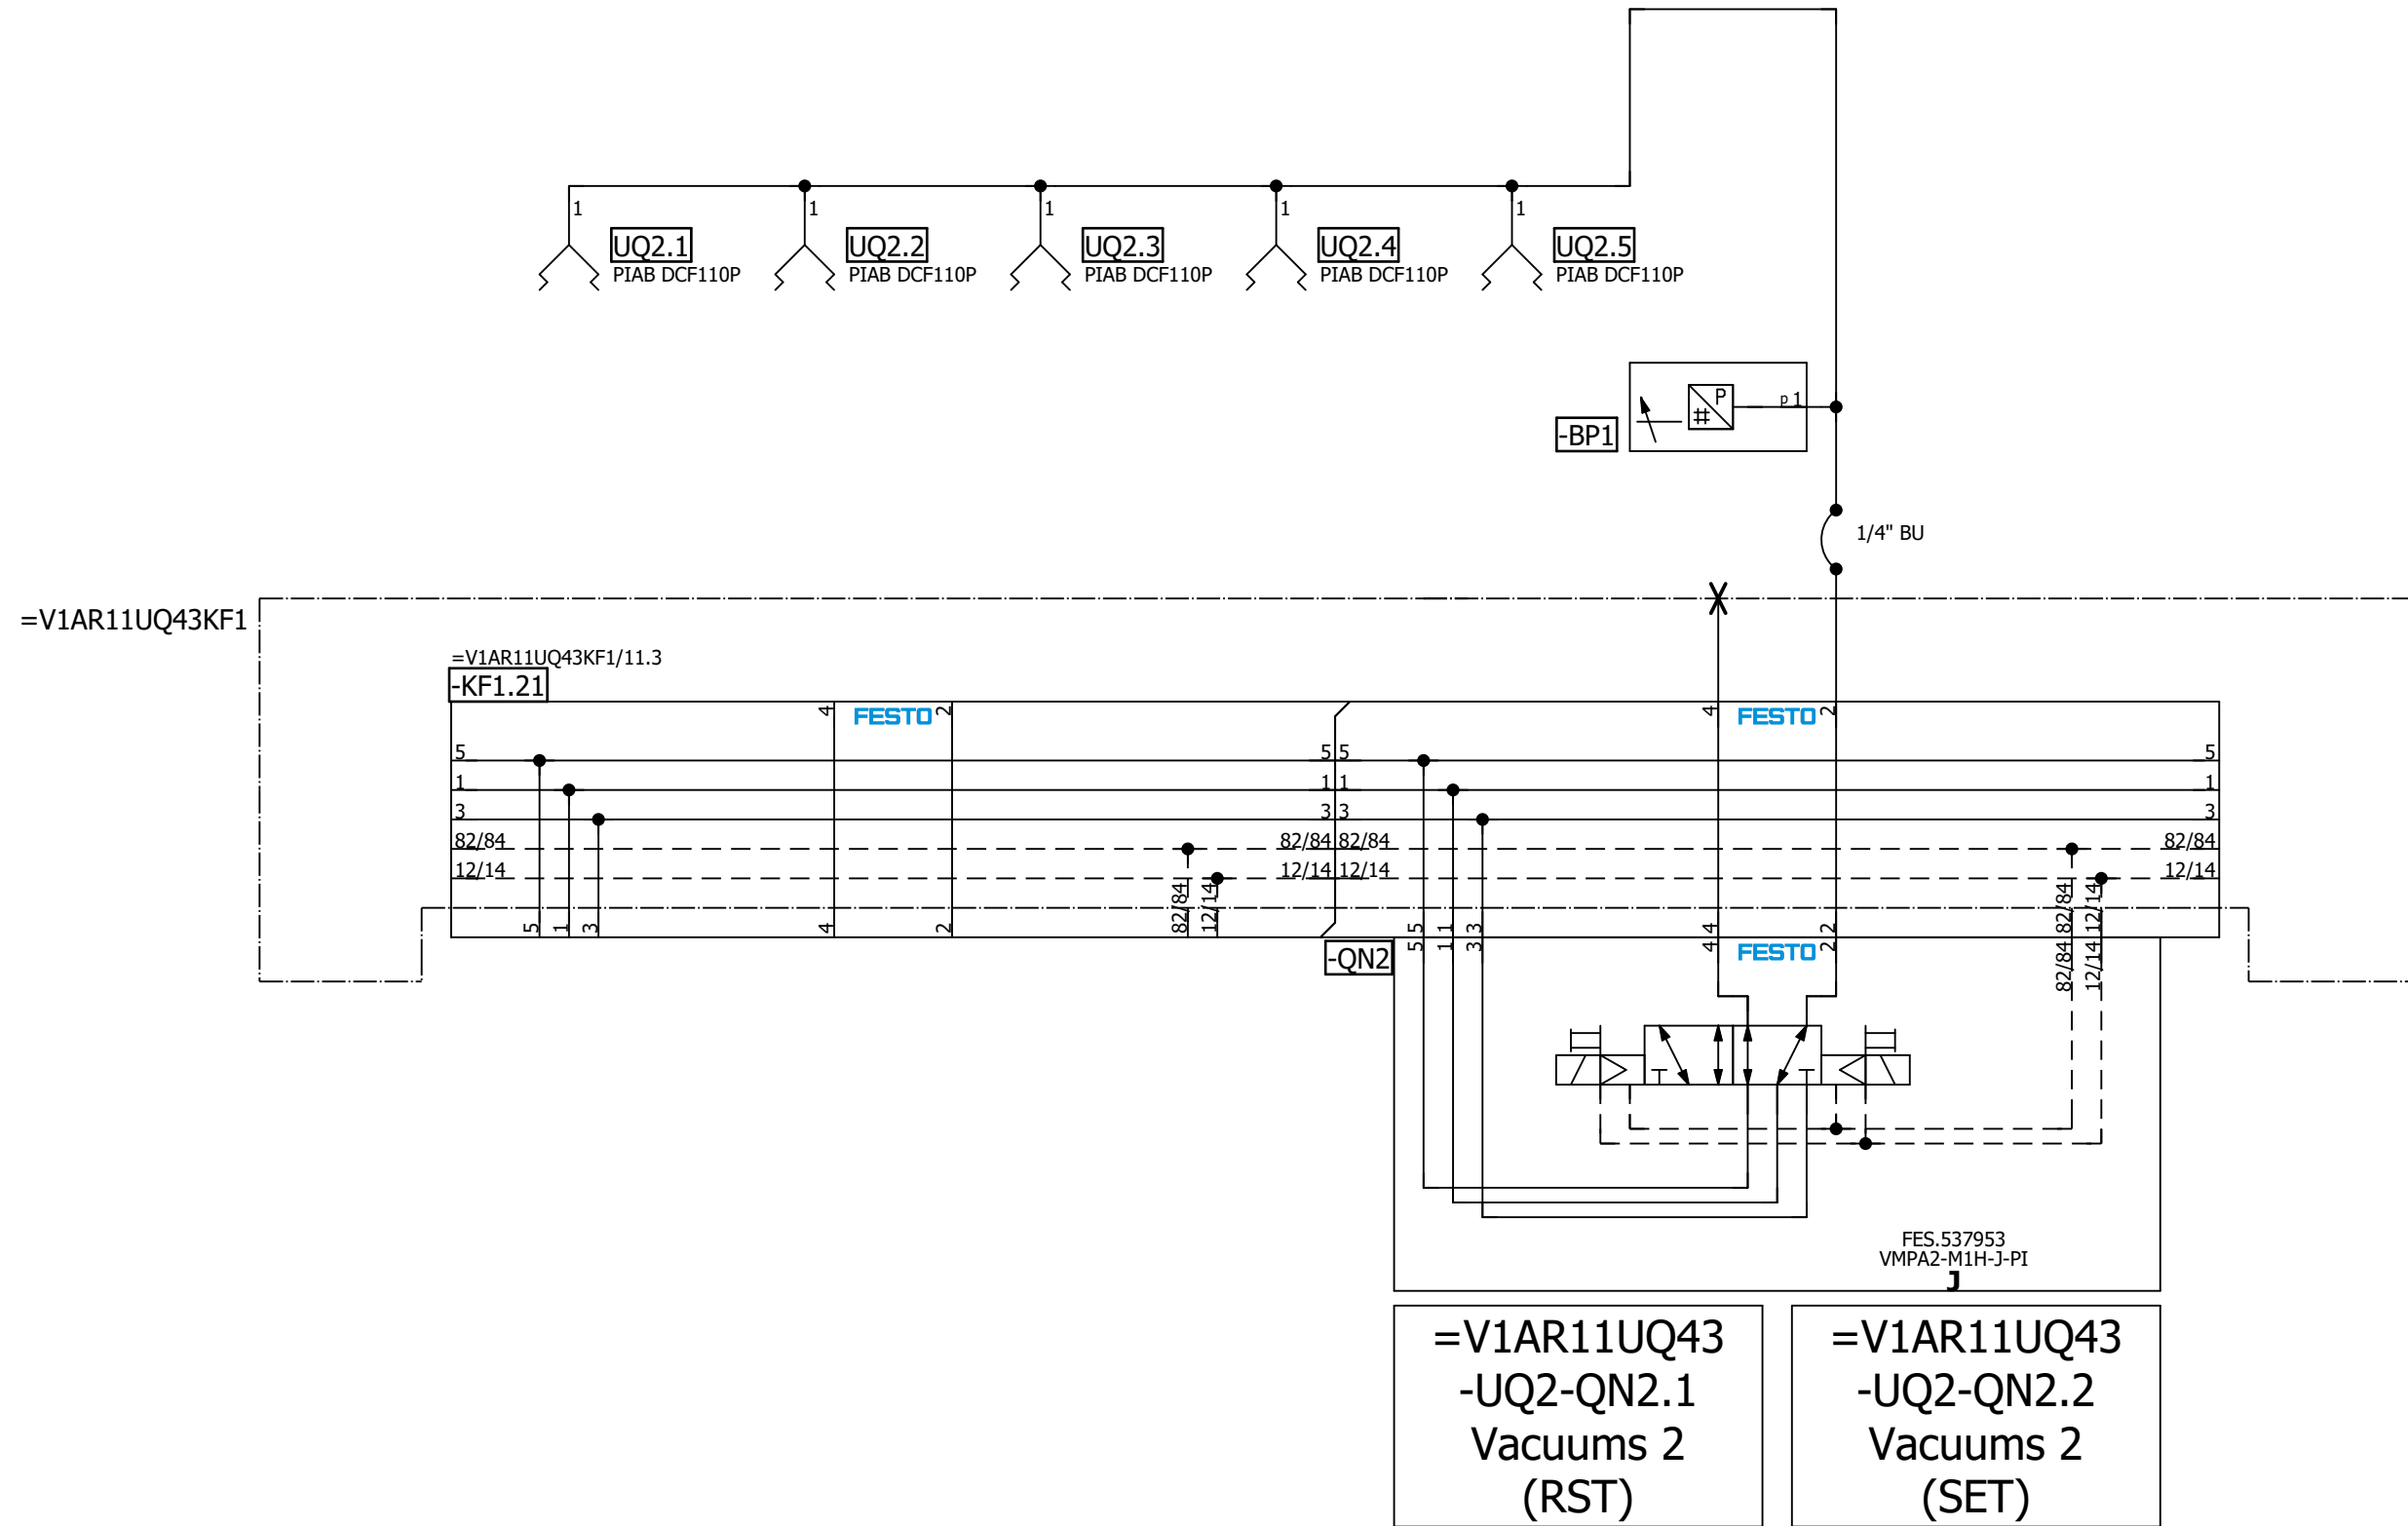 1
1
1
1
1
UQ2.1
UQ2.2
UQ2.3
UQ2.4
UQ2.5
PIAB DCF110P
PIAB DCF110P
PIAB DCF110P
PIAB DCF110P
PIAB DCF110P
P
#
p 1
-BP1
1/4" BU
=V1AR11UQ43KF1
=V1AR11UQ43KF1/11.3
-KF1.21
4
FESTO
2
4
FESTO
2
5
5
5
5
1
1
1
1
3
3
3
3
82/84
82/84
82/84
82/84
12/14
12/14
12/14
12/14
5
1
3
4
2
82/84
12/14
5
1
3
4
2
82/84
12/14
-QN2
5
1
3
4
FESTO
2
82/84
12/14
FES.537953
VMPA2-M1H-J-PI
J
=V1AR11UQ43
-UQ2-QN2.1
Vacuums 2
(RST)
=V1AR11UQ43
-UQ2-QN2.2
Vacuums 2
(SET)